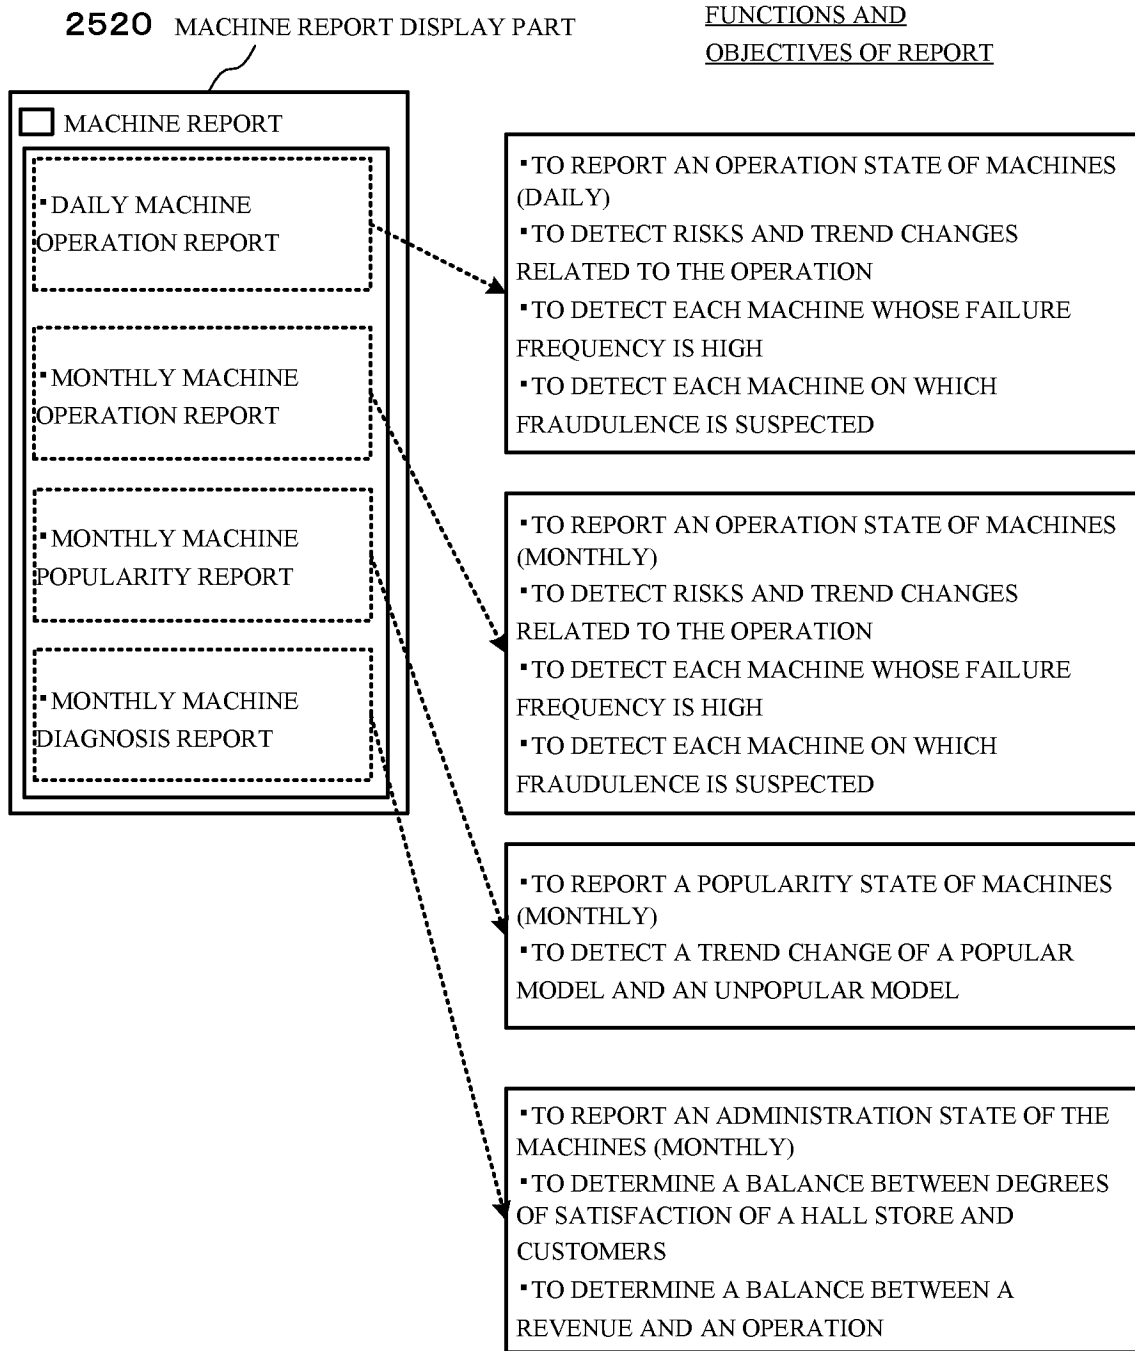 2520 MACHINE REPORT DISPLAY PART
FUNCTIONS AND
OBJECTIVES OF REPORT
MACHINE REPORT
▪DAILY MACHINE
OPERATION REPORT
▪MONTHLY MACHINE
OPERATION REPORT
▪MONTHLY MACHINE
POPULARITY REPORT
▪MONTHLY MACHINE
DIAGNOSIS REPORT
▪TO REPORT AN OPERATION STATE OF MACHINES
(DAILY)
▪TO DETECT RISKS AND TREND CHANGES
RELATED TO THE OPERATION
▪TO DETECT EACH MACHINE WHOSE FAILURE
FREQUENCY IS HIGH
▪TO DETECT EACH MACHINE ON WHICH
FRAUDULENCE IS SUSPECTED
▪TO REPORT AN OPERATION STATE OF MACHINES
(MONTHLY)
▪TO DETECT RISKS AND TREND CHANGES
RELATED TO THE OPERATION
▪TO DETECT EACH MACHINE WHOSE FAILURE
FREQUENCY IS HIGH
▪TO DETECT EACH MACHINE ON WHICH
FRAUDULENCE IS SUSPECTED
▪TO REPORT A POPULARITY STATE OF MACHINES
(MONTHLY)
▪TO DETECT A TREND CHANGE OF A POPULAR
MODEL AND AN UNPOPULAR MODEL
▪TO REPORT AN ADMINISTRATION STATE OF THE
MACHINES (MONTHLY)
▪TO DETERMINE A BALANCE BETWEEN DEGREES
OF SATISFACTION OF A HALL STORE AND
CUSTOMERS
▪TO DETERMINE A BALANCE BETWEEN A
REVENUE AND AN OPERATION